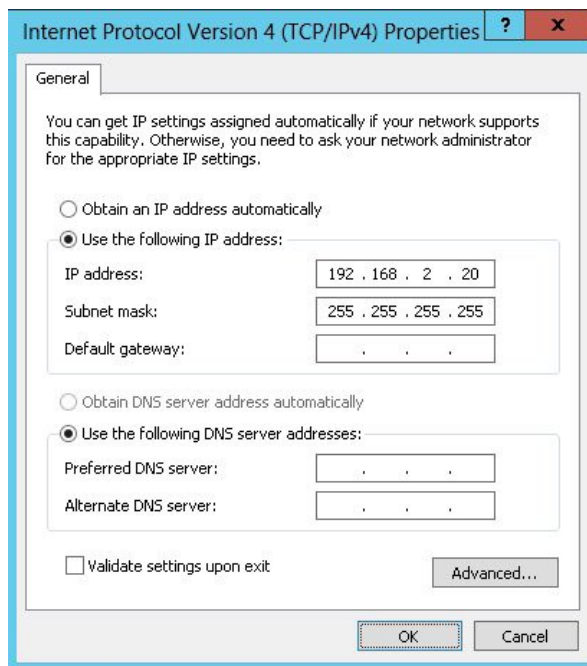 Internet Protocol Version 4 (TCP/IPv4) Properties ? x
General
You can get IP settings assigned automatically if your network supports
this capability. Otherwise, you need to ask your network administrator
for the appropriate IP settings.
Obtain an IP address automatically
Use the following IP address:
IP address: 192 . 168 . 2 . 20
Subnet mask: 255 . 255 . 255 . 255
Default gateway: . . .
Obtain DNS server address automatically
Use the following DNS server addresses:
Preferred DNS server: . . .
Alternate DNS server: . . .
Validate settings upon exit
Advanced...
OK Cancel